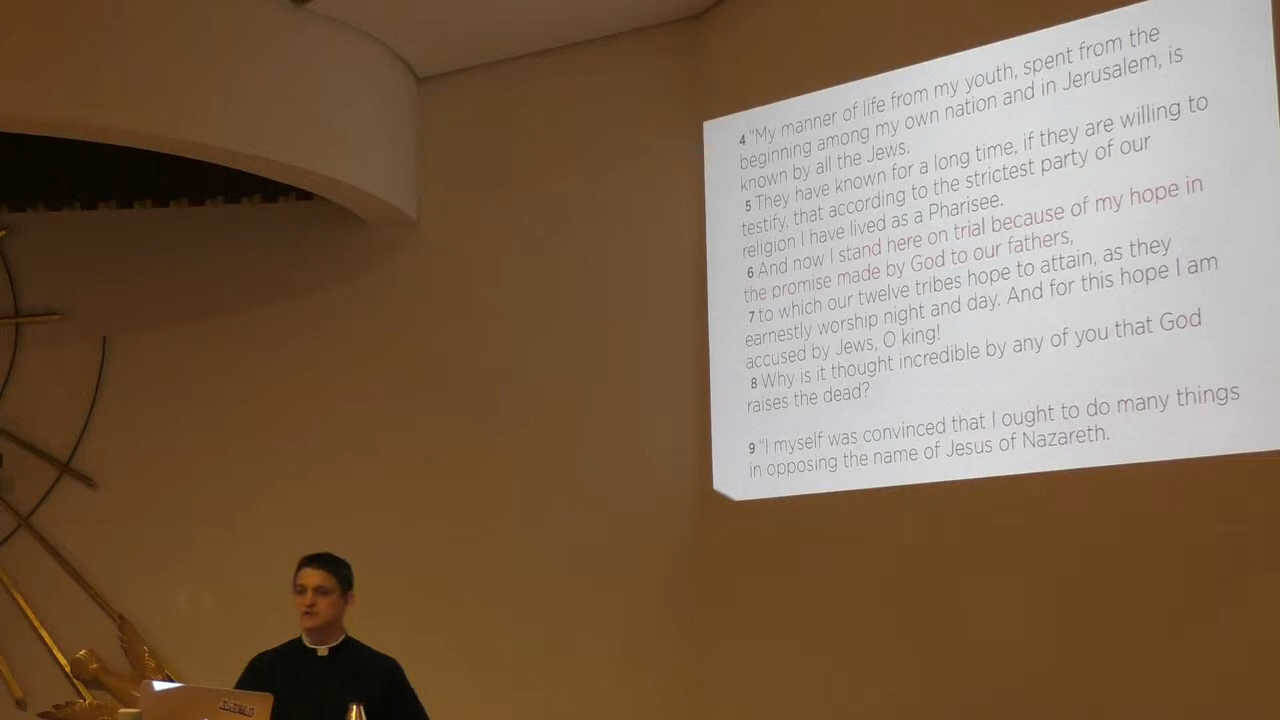 4 "My manner of life from my youth, spent from the
beginning among my own nation and in Jerusalem, is
known by all the Jews.
5 They have known for a long time, if they are willing to
testify, that according to the strictest party of our
religion I have lived as a Pharisee.
6 And now I stand here on trial because of my hope in
the promise made by God to our fathers,
7 to which our twelve tribes hope to attain, as they
earnestly worship night and day. And for this hope I am
accused by Jews, O king!
8 Why is it thought incredible by any of you that God
raises the dead?
9 "I myself was convinced that I ought to do many things
in opposing the name of Jesus of Nazareth.